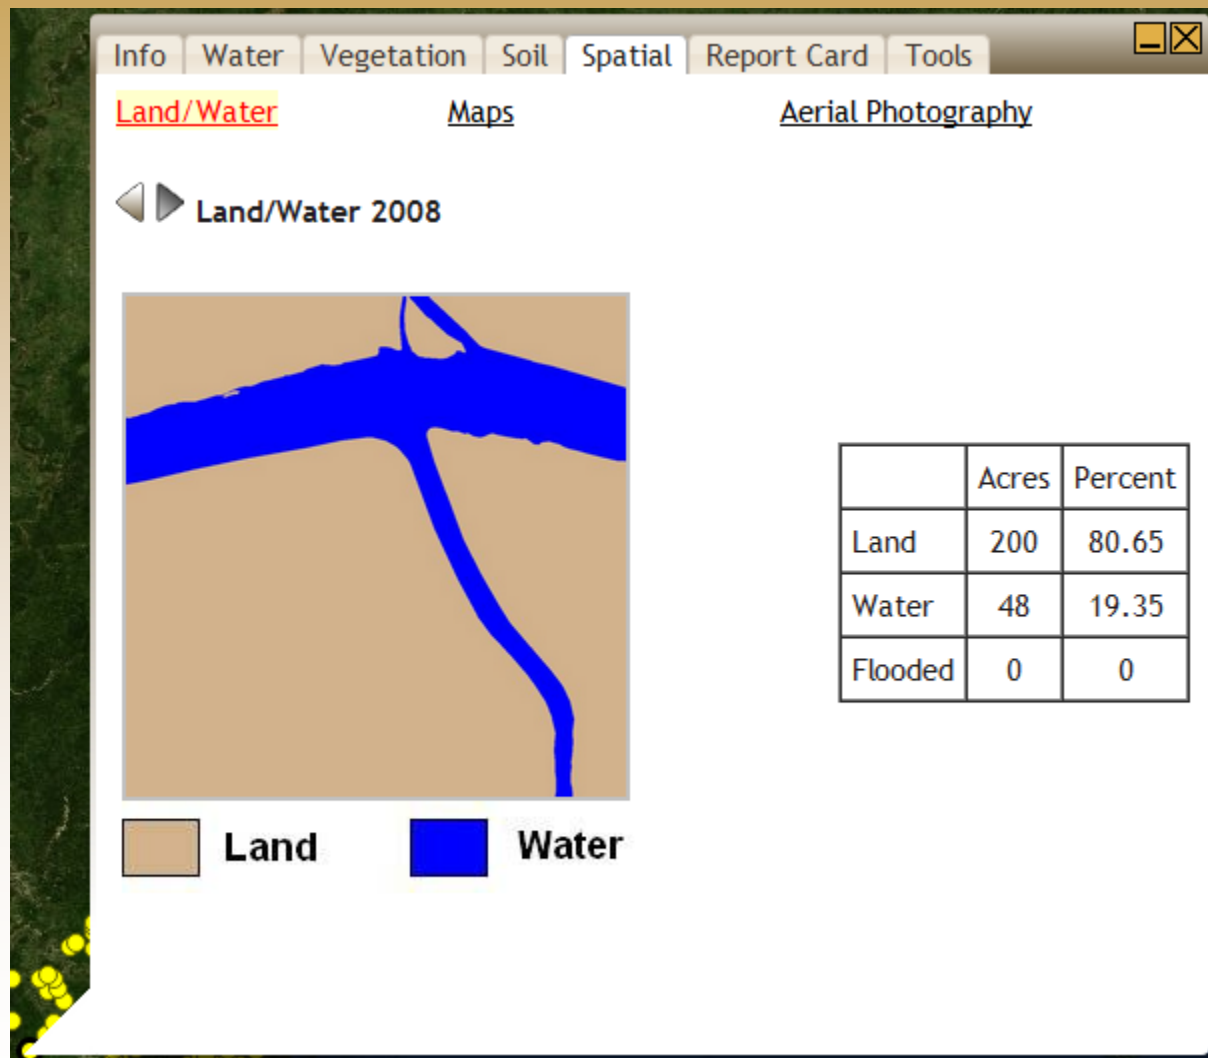 Info Water Vegetation Soil Spatial Report Card Tools
Land/Water Maps Aerial Photography
Land/Water 2008
Acres Percent
Land 200 80.65
Water 48 19.35
Flooded 0 0
Land Water